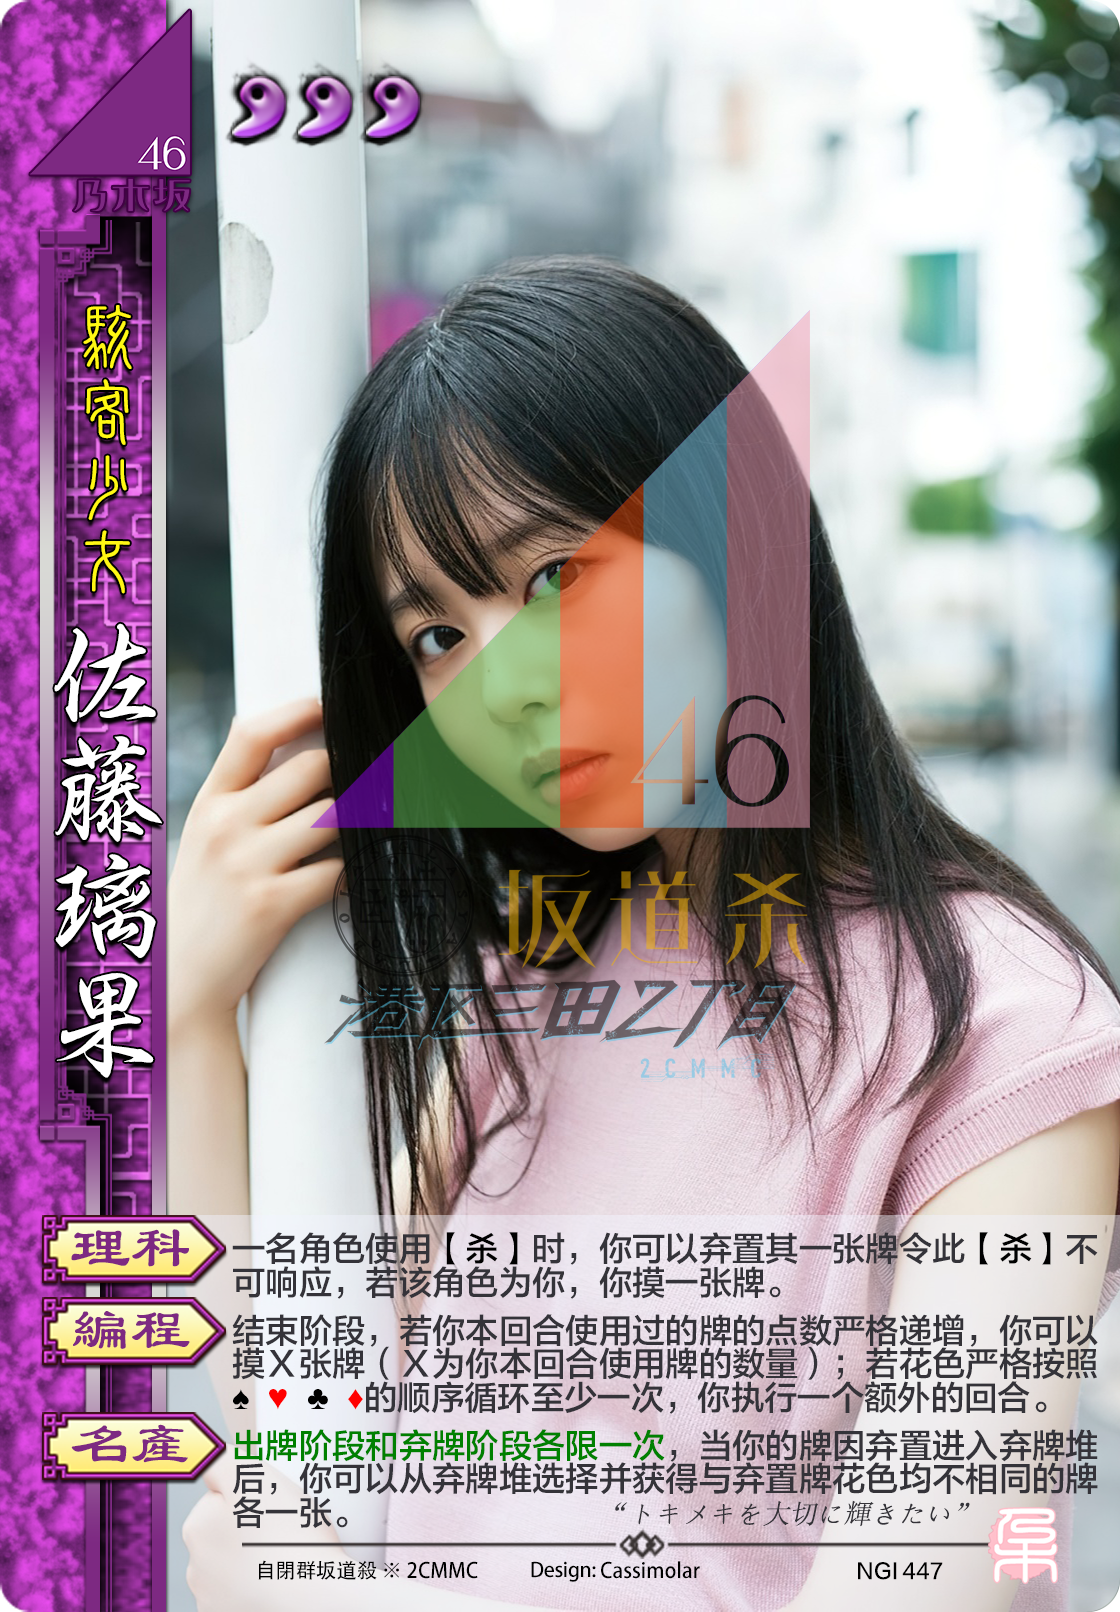 46
乃木坂
駭客少女
佐藤璃果
46
坂道杀
港区三田乙丁目
2CMMC
理科
一名角色使用【杀】时，你可以弃置其一张牌令此【杀】不
可响应，若该角色为你，你摸一张牌。
編程
结束阶段，若你本回合使用过的牌的点数严格递增，你可以
摸X张牌（X为你本回合使用牌的数量）；若花色严格按照
♠ ♥ ♣ ♦的顺序循环至少一次，你执行一个额外的回合。
名產
出牌阶段和弃牌阶段各限一次，当你的牌因弃置进入弃牌堆
后，你可以从弃牌堆选择并获得与弃置牌花色均不相同的牌
各一张。
“トキメキを大切に輝きたい”
自閉群坂道殺 ※ 2CMMC
Design: Cassimolar
NGI 447